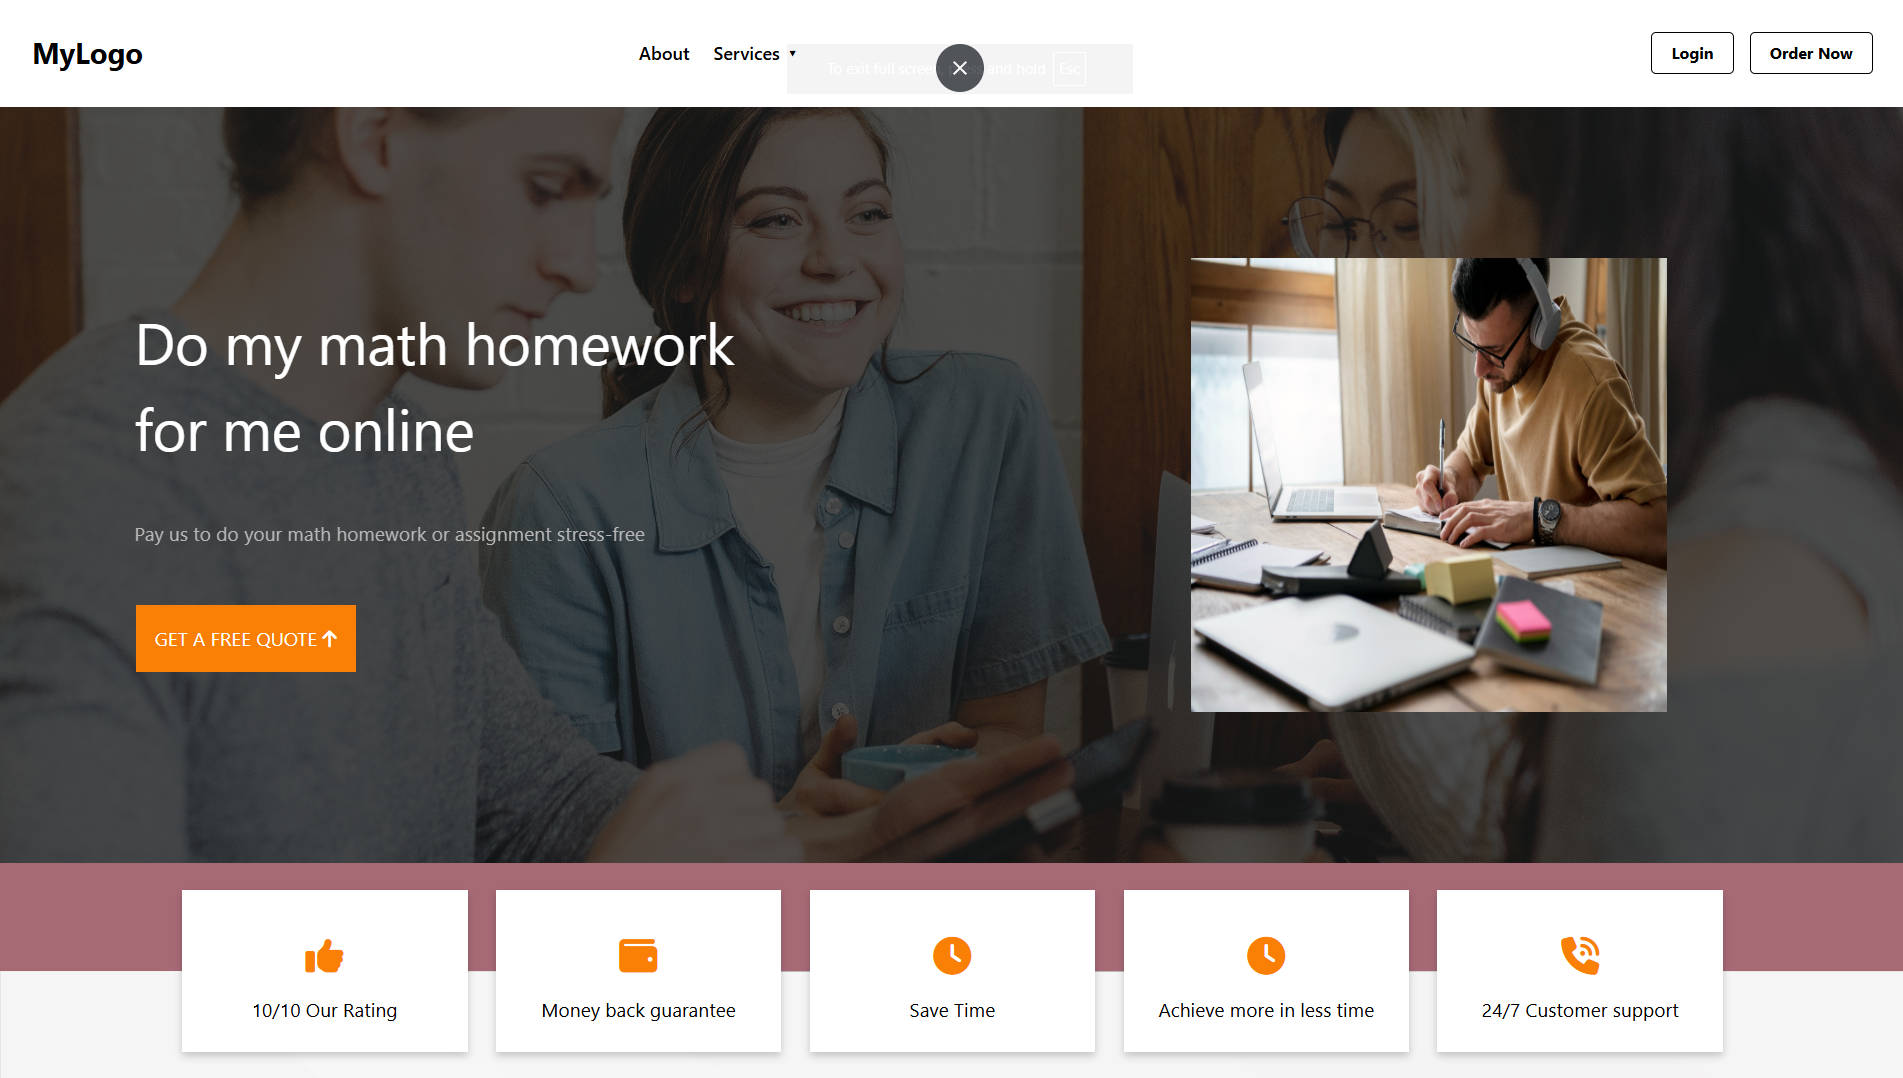 MyLogo
About
Services
To exit full screen, press and hold Esc
Login
Order Now
Do my math homework
for me online
Pay us to do your math homework or assignment stress-free
GET A FREE QUOTE
10/10 Our Rating
Money back guarantee
Save Time
Achieve more in less time
24/7 Customer support